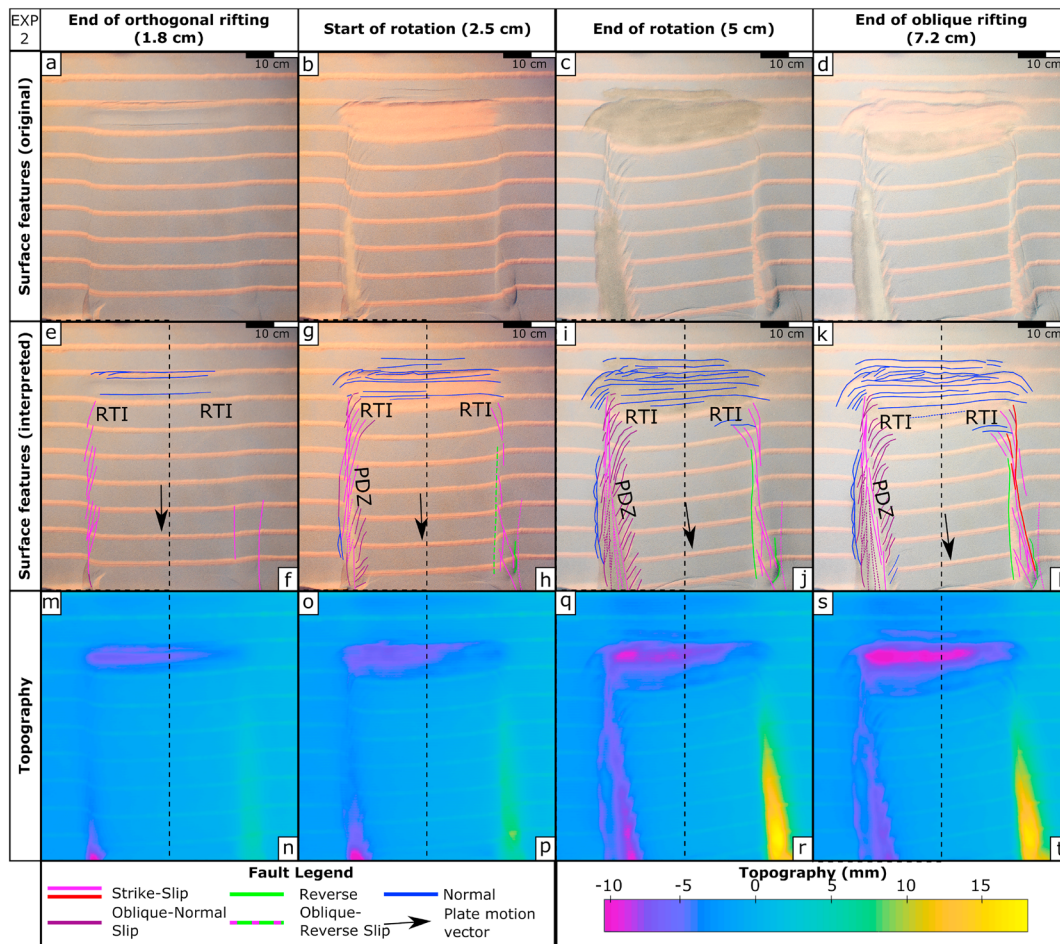 EXP 2
End of orthogonal rifting (1.8 cm)
Start of rotation (2.5 cm)
End of rotation (5 cm)
End of oblique rifting (7.2 cm)
Surface features (original)
a
10 cm
b
10 cm
c
10 cm
d
10 cm
Surface features (interpreted)
e
10 cm
RTI
RTI
f
g
10 cm
RTI
RTI
PDZ
h
i
10 cm
RTI
RTI
PDZ
j
k
10 cm
RTI
RTI
PDZ
l
Topography
m
n
o
p
q
r
s
t
Fault Legend
Strike-Slip
Reverse
Normal
Oblique-Normal Slip
Oblique-Reverse Slip
Plate motion vector
Topography (mm)
-10
-5
0
5
10
15